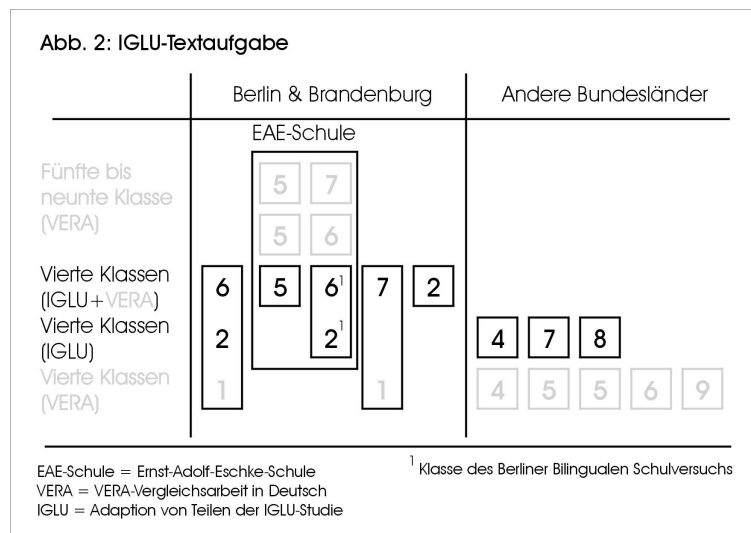 Abb. 2: IGLU-Textaufgabe
Berlin & Brandenburg Andere Bundesländer
EAE-Schule
Fünfte bis
neunte Klasse
(VERA)
5 7
5 6
Vierte Klassen
(IGLU+VERA)
6 5 6¹ 7 2
Vierte Klassen
(IGLU)
2 2¹ 4 7 8
Vierte Klassen
(VERA)
1 1 4 5 5 6 9
EAE-Schule = Ernst-Adolf-Eschke-Schule
VERA = VERA-Vergleichsarbeit in Deutsch
IGLU = Adaption von Teilen der IGLU-Studie
¹ Klasse des Berliner Bilingualen Schulversuchs